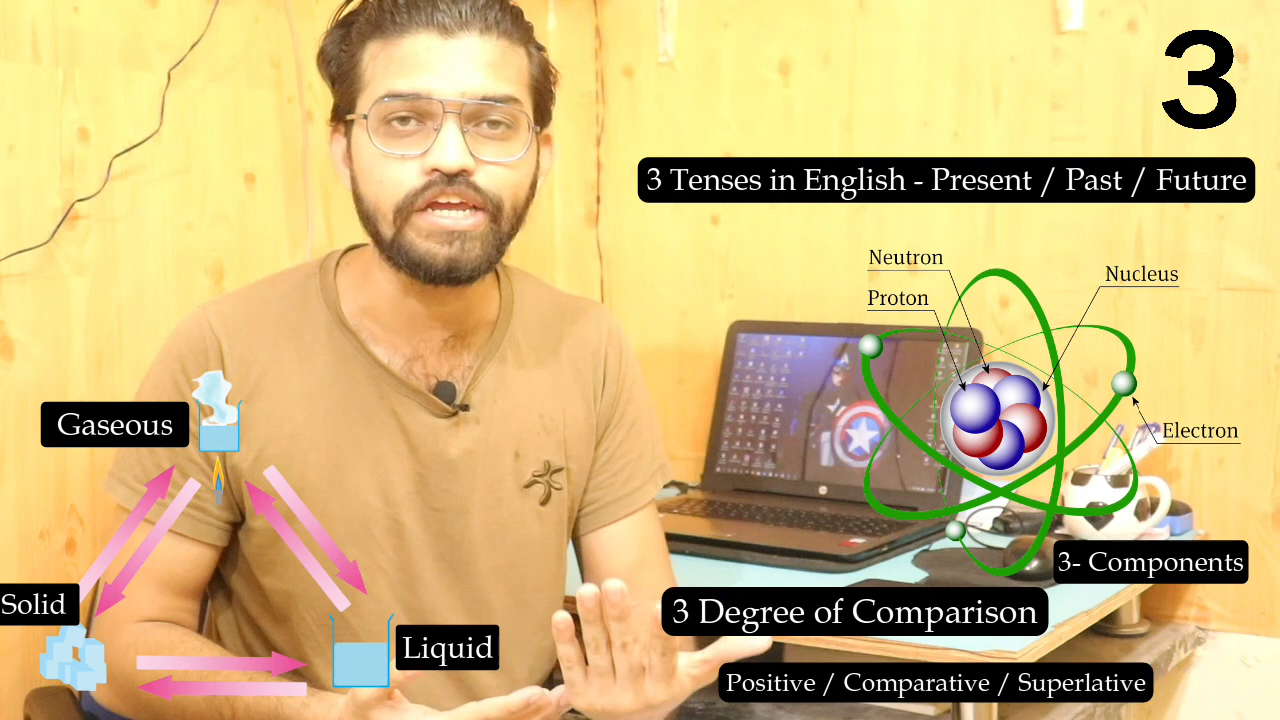 3
3 Tenses in English - Present / Past / Future
Neutron
Proton
Nucleus
Electron
3- Components
3 Degree of Comparison
Positive / Comparative / Superlative
Gaseous
Solid
Liquid